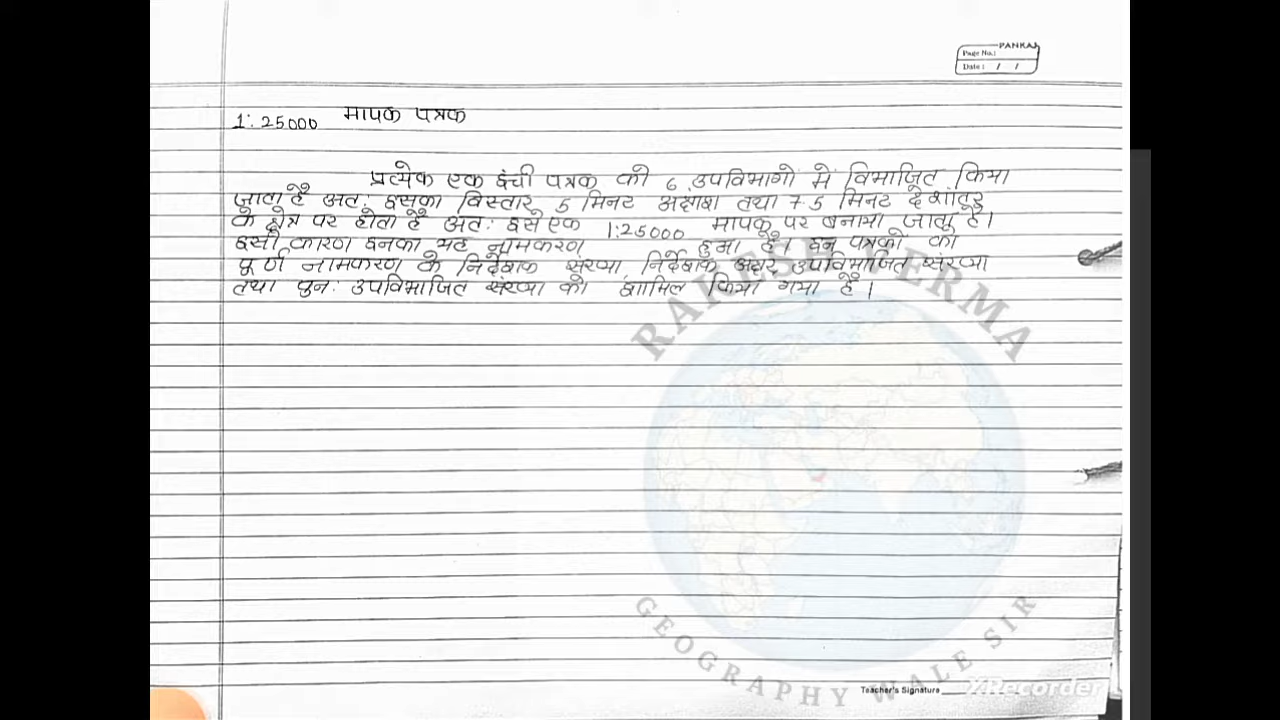 PANKAJ
Page No.:
Date: / /
1:25000 मापक पत्रक
प्रत्येक एक इंची पत्रक को 6 उपविभागो में विभाजित किया
जाता है अत: इसका विस्तार 5 मिनट अक्षांश तथा 7.5 मिनट देशांतर
के क्षेत्र पर होता है अत: इसे एक 1:25000 मापक पर बनाया जाता है।
इसी कारण इनका यह नामकरण हुआ है। इन पत्रकों का
पूर्ण नामकरण के निर्देशक संख्या, निर्देशक अक्षर, उपविभाजित संख्या
तथा पुन: उपविभाजित संख्या को शामिल किया गया है।
RAKESH VERMA
GEOGRAPHY WALE SIR
Teacher's Signature
XRecorder